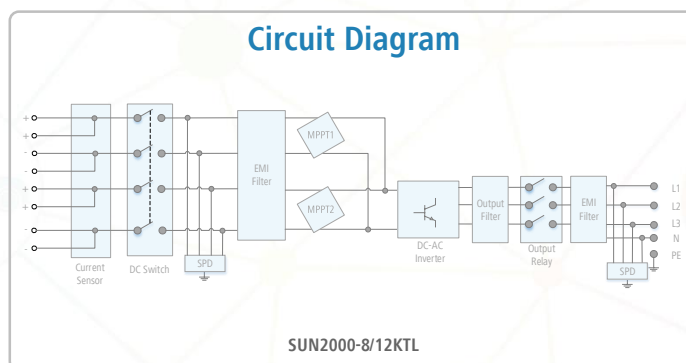 Circuit Diagram
+
+
-
-
+
+
-
-
Current
Sensor
DC Switch
SPD
EMI
Filter
MPPT1
MPPT2
DC-AC
Inverter
Output
Filter
Output
Relay
EMI
Filter
SPD
L1
L2
L3
N
PE
SUN2000-8/12KTL